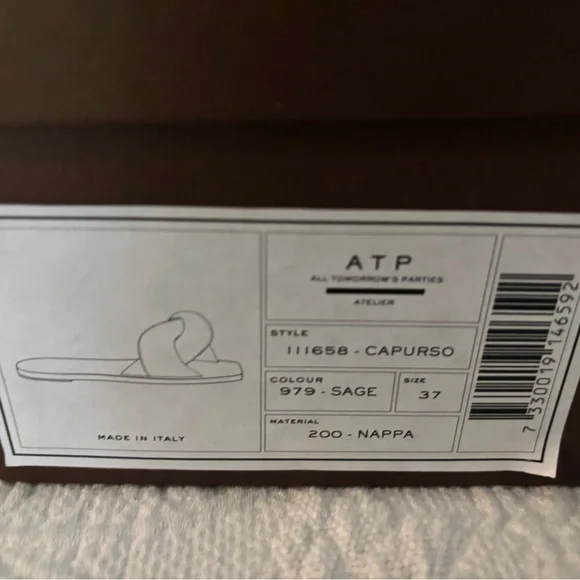 MADE IN ITALY
ATP
ALL TOMORROW'S PARTIES
ATELIER
STYLE
111658 - CAPURSO
COLOUR
979 - SAGE
SIZE
37
MATERIAL
200 - NAPPA
7 330019 146592